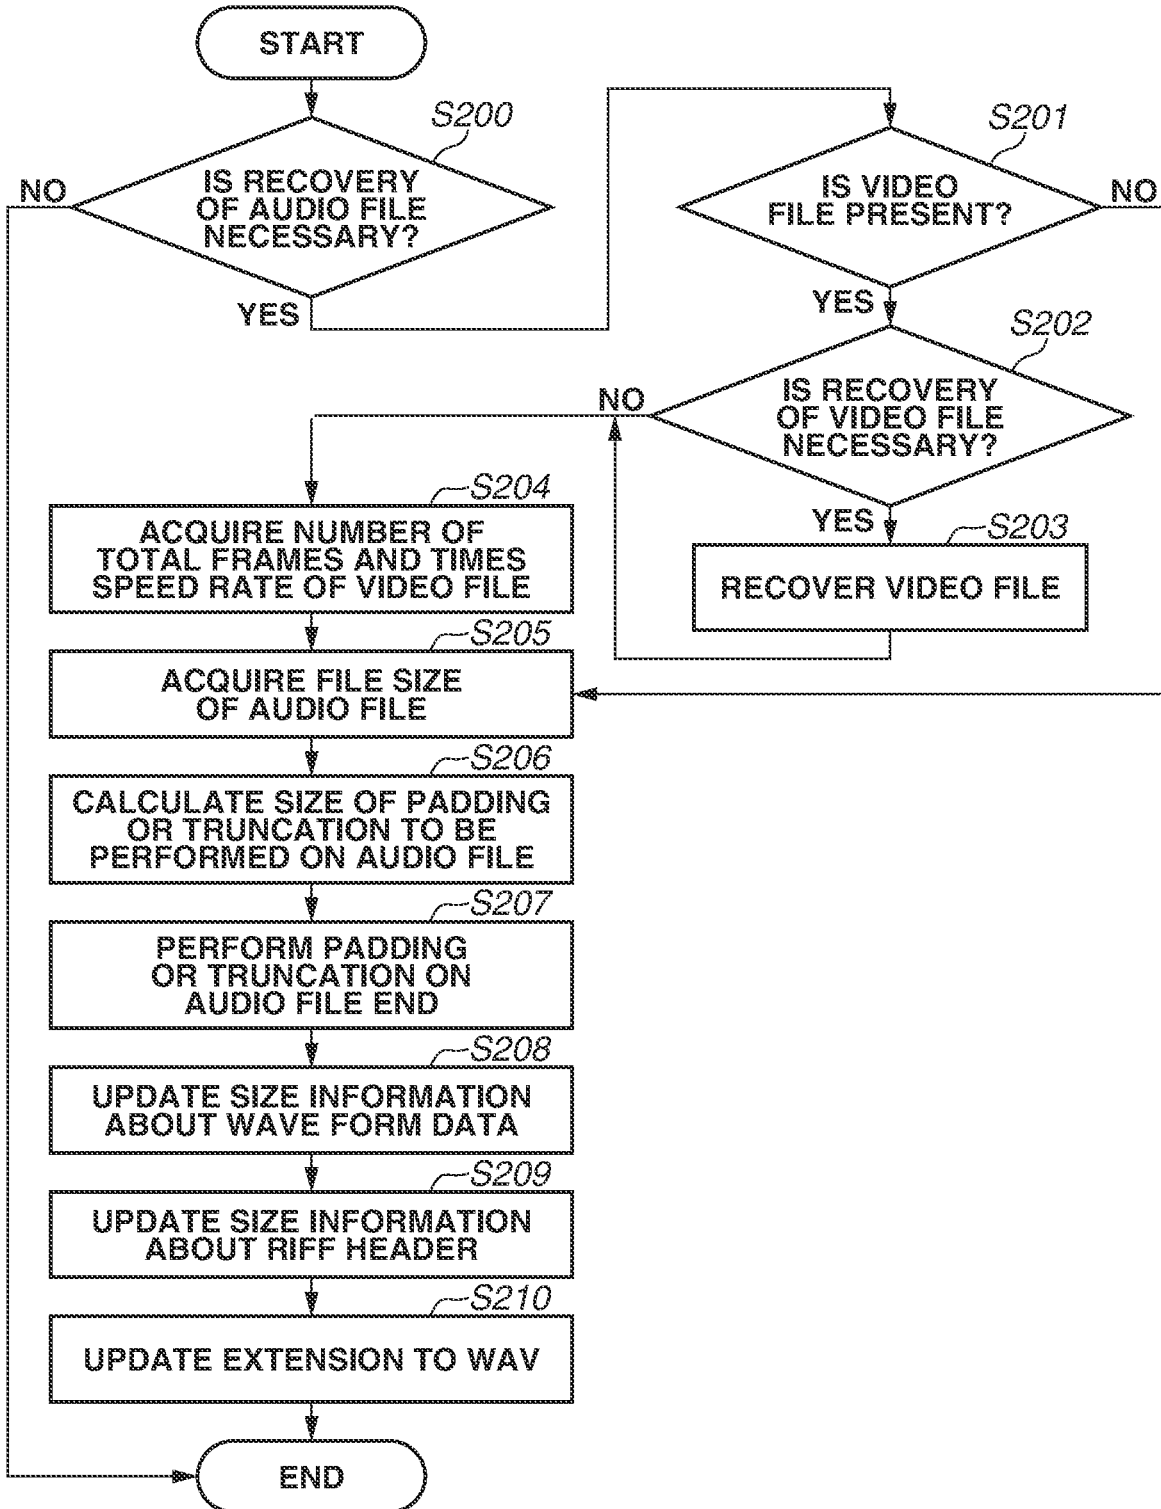 START
S200
IS RECOVERY
OF AUDIO FILE
NECESSARY?
NO
YES
S201
IS VIDEO
FILE PRESENT?
NO
YES
S202
IS RECOVERY
OF VIDEO FILE
NECESSARY?
NO
YES
S203
RECOVER VIDEO FILE
S204
ACQUIRE NUMBER OF
TOTAL FRAMES AND TIMES
SPEED RATE OF VIDEO FILE
S205
ACQUIRE FILE SIZE
OF AUDIO FILE
S206
CALCULATE SIZE OF PADDING
OR TRUNCATION TO BE
PERFORMED ON AUDIO FILE
S207
PERFORM PADDING
OR TRUNCATION ON
AUDIO FILE END
S208
UPDATE SIZE INFORMATION
ABOUT WAVE FORM DATA
S209
UPDATE SIZE INFORMATION
ABOUT RIFF HEADER
S210
UPDATE EXTENSION TO WAV
END